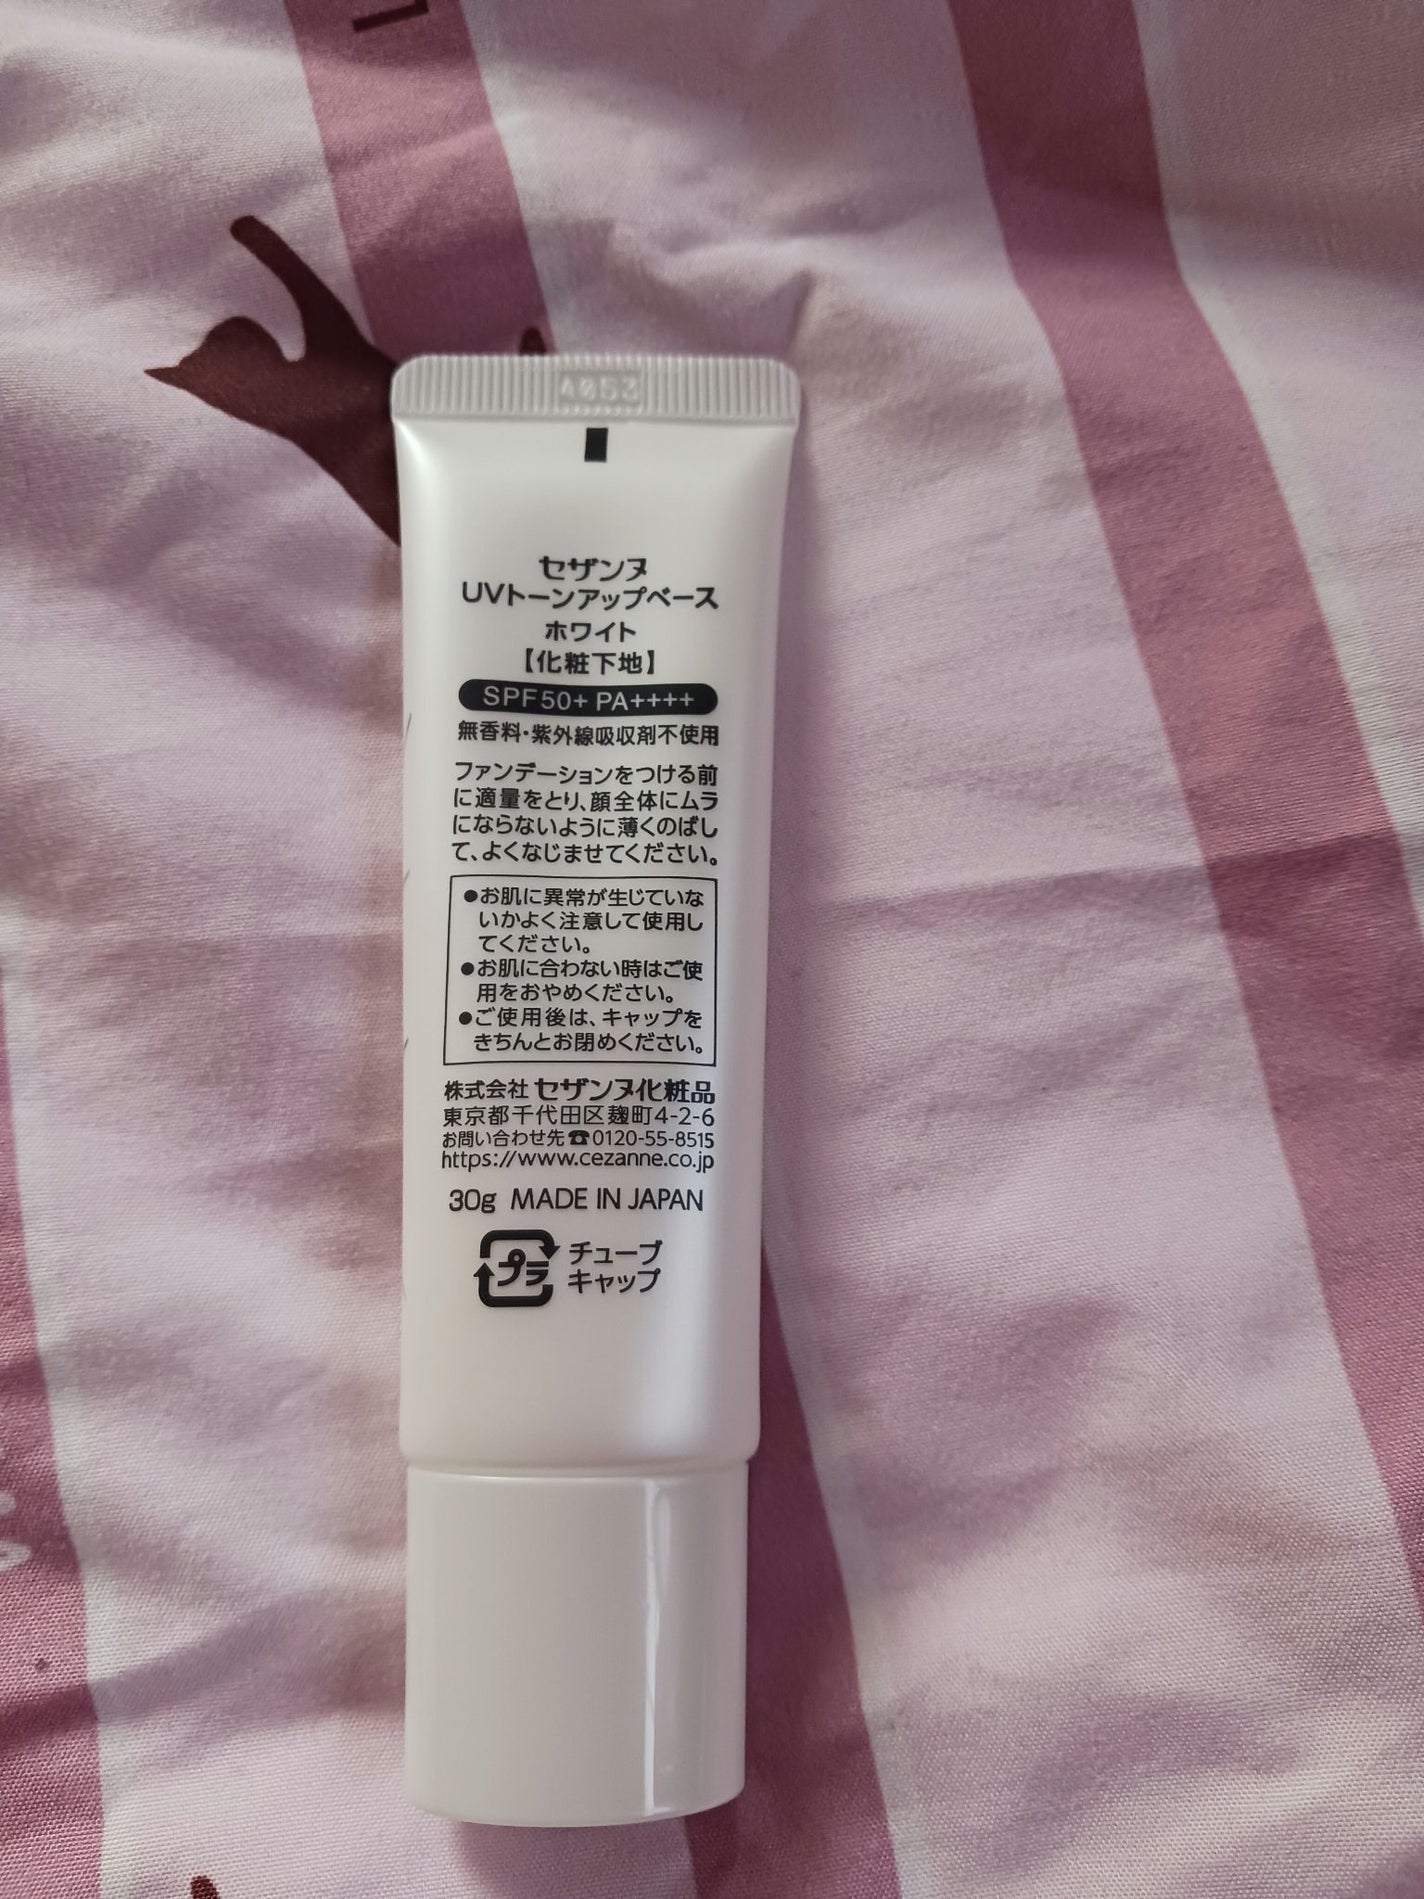 4053
セザンヌ
UVトーンアップベース
ホワイト
【化粧下地】
SPF50+ PA++++
無香料・紫外線吸収剤不使用
ファンデーションをつける前
に適量をとり、顔全体にムラ
にならないように薄くのばし
て、よくなじませてください。
●お肌に異常が生じていな
いかよく注意して使用し
てください。
●お肌に合わない時はご使
用をおやめください。
●ご使用後は、キャップを
きちんとお閉めください。
株式会社 セザンヌ化粧品
東京都千代田区麹町4-2-6
お問い合わせ先☎0120-55-8515
https://www.cezanne.co.jp
30g MADE IN JAPAN
プラ チューブ
キャップ